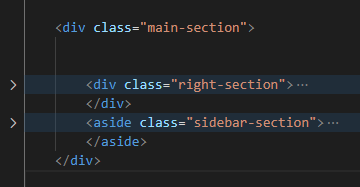 <div class="main-section">
<div class="right-section">…
</div>
<aside class="sidebar-section">…
</aside>
</div>